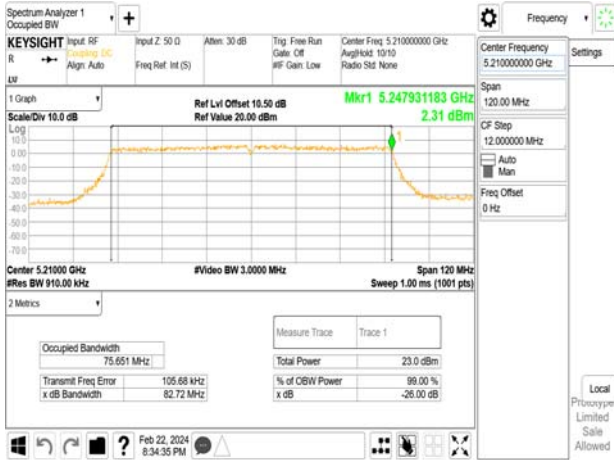 Spectrum Analyzer 1
Occupied BW
+
Frequency
KEYSIGHT
R
Input: RF
Coupling: DC
Align: Auto
Input Z: 50 Ω
Freq Ref: Int (S)
Atten: 30 dB
Trig: Free Run
Gate: Off
#IF Gain: Low
Center Freq: 5.210000000 GHz
Avg|Hold: 10/10
Radio Std: None
1 Graph
Scale/Div 10.0 dB
Ref Lvl Offset 10.50 dB
Ref Value 20.00 dBm
Mkr1 5.247931183 GHz
2.31 dBm
Log
10.0
0.00
-10.0
-20.0
-30.0
-40.0
-50.0
-60.0
-70.0
1
Center 5.21000 GHz
#Res BW 910.00 kHz
#Video BW 3.0000 MHz
Span 120 MHz
Sweep 1.00 ms (1001 pts)
2 Metrics
Occupied Bandwidth
75.651 MHz
Transmit Freq Error 105.68 kHz
x dB Bandwidth 82.72 MHz
Measure Trace Trace 1
Total Power 23.0 dBm
% of OBW Power 99.00 %
x dB -26.00 dB
Center Frequency
5.210000000 GHz
Span
120.00 MHz
CF Step
12.000000 MHz
Auto
Man
Freq Offset
0 Hz
Settings
Local
Prototype
Limited
Sale
Allowed
?
Feb 22, 2024
8:34:35 PM